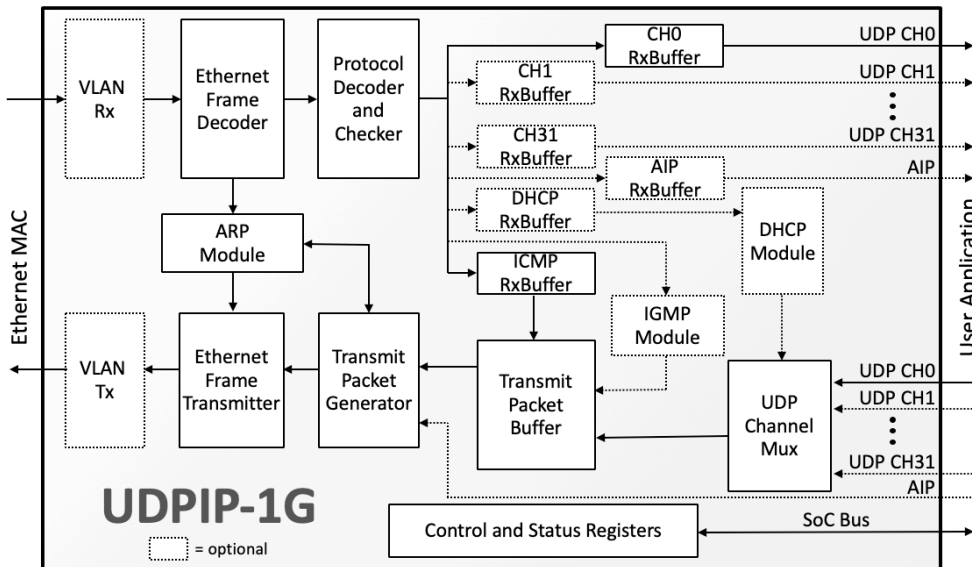 VLAN
Rx
Ethernet
Frame
Decoder
Protocol
Decoder
and
Checker
CH0
RxBuffer
UDP CH0
CH1
RxBuffer
UDP CH1
CH31
RxBuffer
UDP CH31
AIP
RxBuffer
AIP
DHCP
RxBuffer
DHCP
Module
ARP
Module
ICMP
RxBuffer
IGMP
Module
Ethernet MAC
User Application
VLAN
Tx
Ethernet
Frame
Transmitter
Transmit
Packet
Generator
Transmit
Packet
Buffer
UDP
Channel
Mux
UDP CH0
UDP CH1
UDP CH31
AIP
UDPIP-1G
= optional
Control and Status Registers
SoC Bus